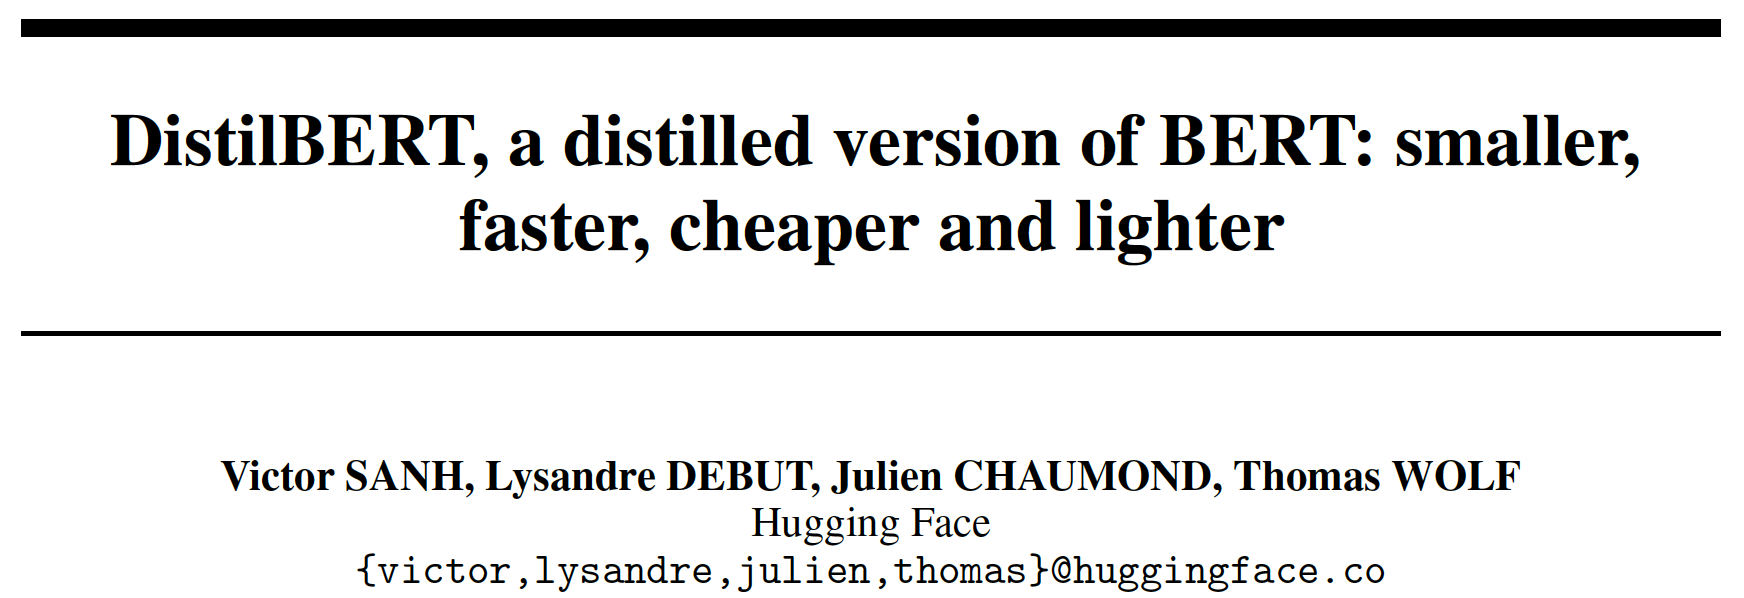 DistilBERT, a distilled version of BERT: smaller,
faster, cheaper and lighter
Victor SANH, Lysandre DEBUT, Julien CHAUMOND, Thomas WOLF
Hugging Face
{victor,lysandre,julien,thomas}@huggingface.co